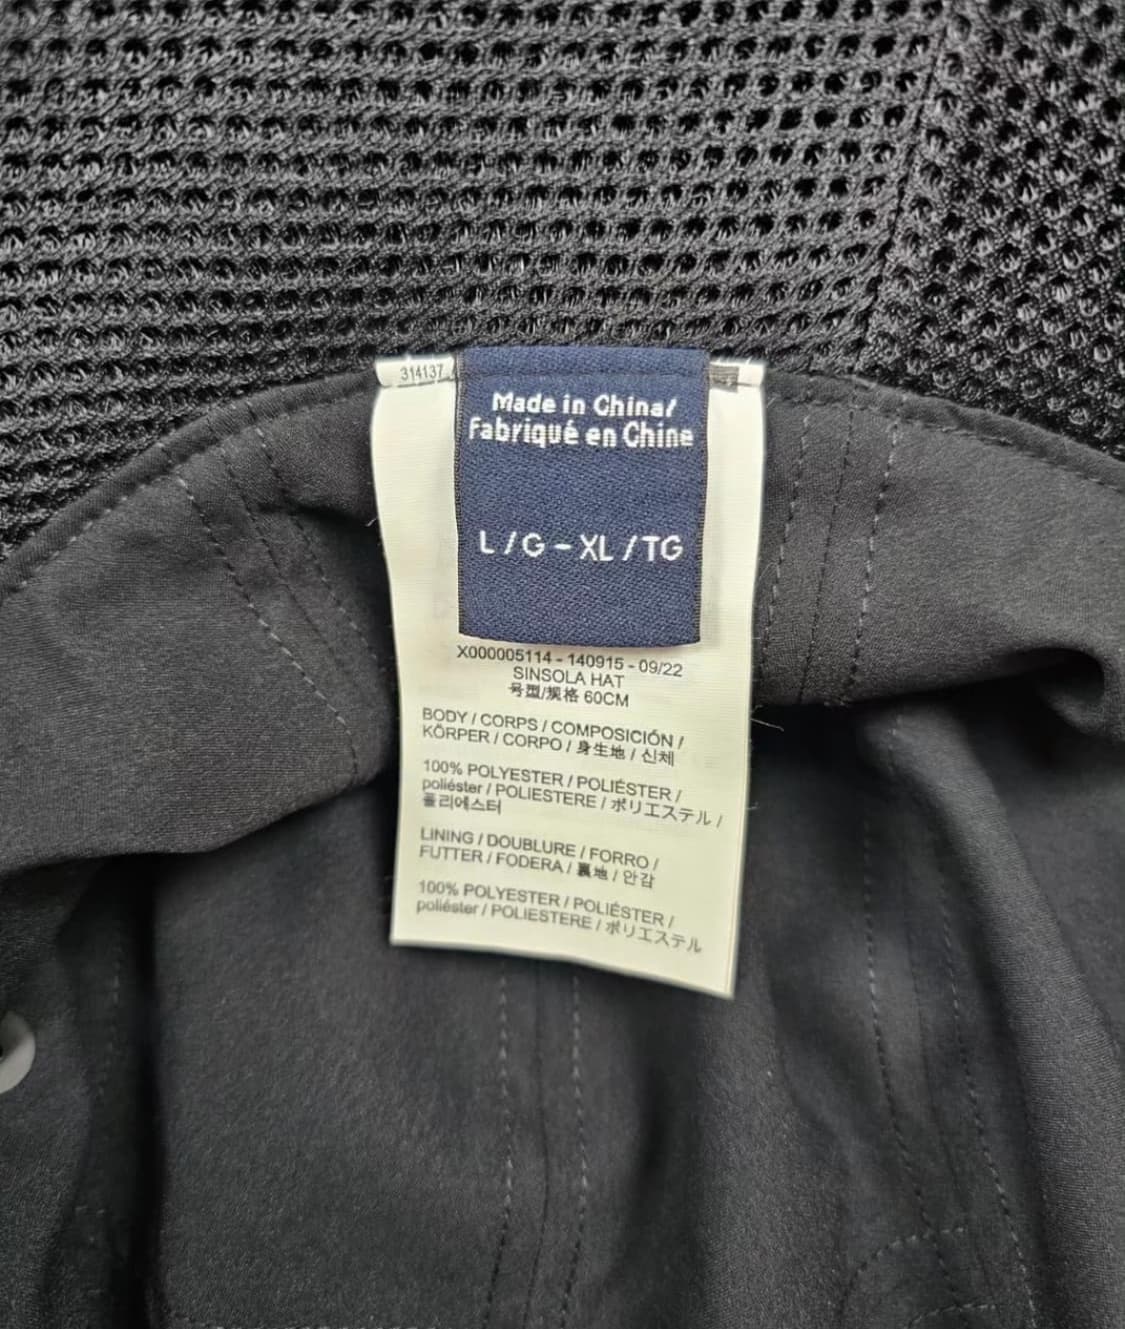 314137
Made in China/
Fabriqué en Chine
L/G-XL/TG
X000005114 - 140915 - 09/22
SINSOLA HAT
号型/规格 60CM
BODY / CORPS / COMPOSICIÓN /
KÖRPER / CORPO / 身生地 / 신체
100% POLYESTER / POLIÉSTER /
poliéster / POLIESTERE / ポリエステル /
폴리에스터
LINING / DOUBLURE / FORRO /
FUTTER / FODERA / 裏地 / 안감
100% POLYESTER / POLIÉSTER /
poliéster / POLIESTERE / ポリエステル